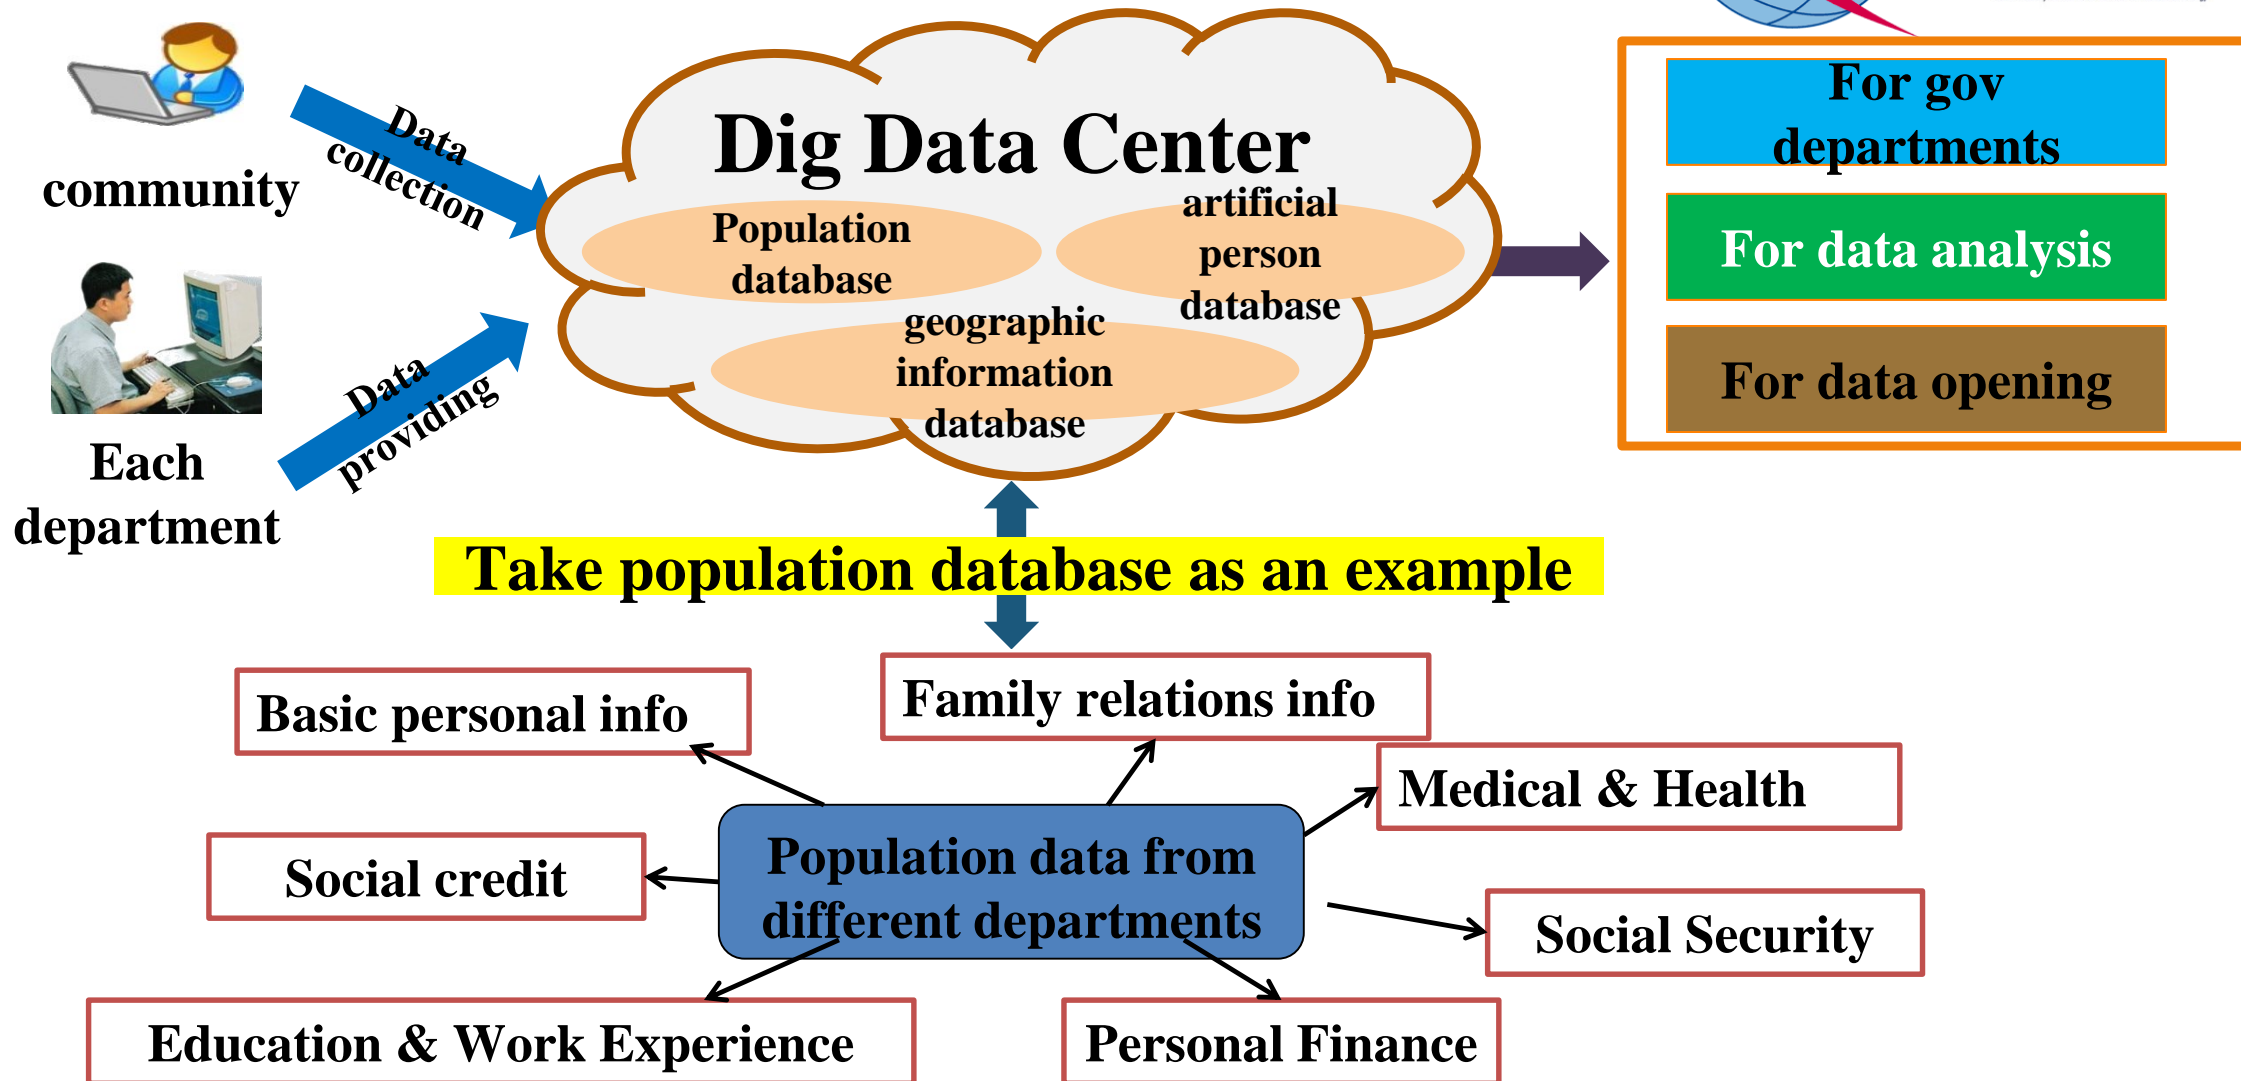 community
Data
collection
Each
department
Data
providing
Dig Data Center
Population
database
artificial
person
database
geographic
information
database
For gov
departments
For data analysis
For data opening
Take population database as an example
Basic personal info
Family relations info
Medical & Health
Social credit
Population data from
different departments
Social Security
Education & Work Experience
Personal Finance